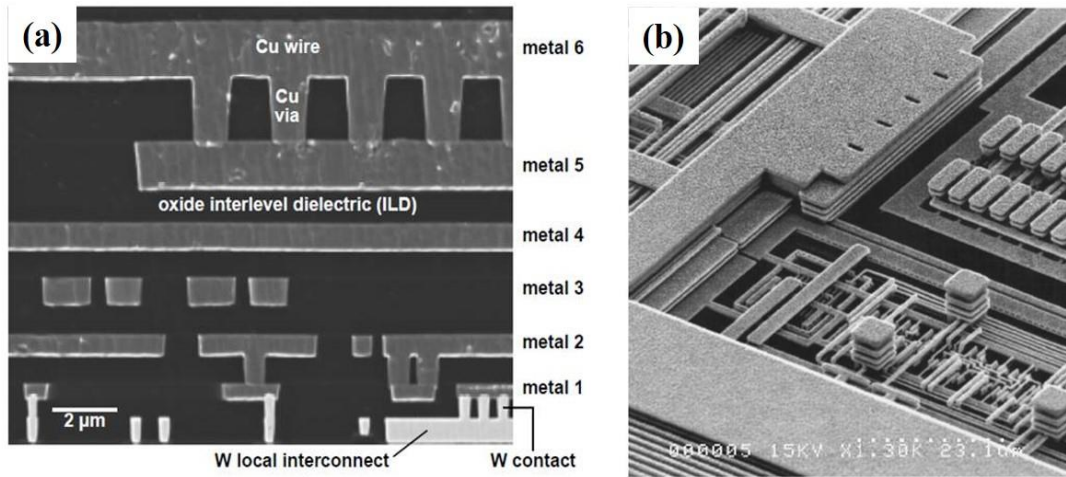 (a)
Cu wire
Cu
via
metal 6
metal 5
oxide interlevel dielectric (ILD)
metal 4
metal 3
metal 2
metal 1
2 µm
W local interconnect
W contact
(b)
000005 15KV X1.30K 23.1um